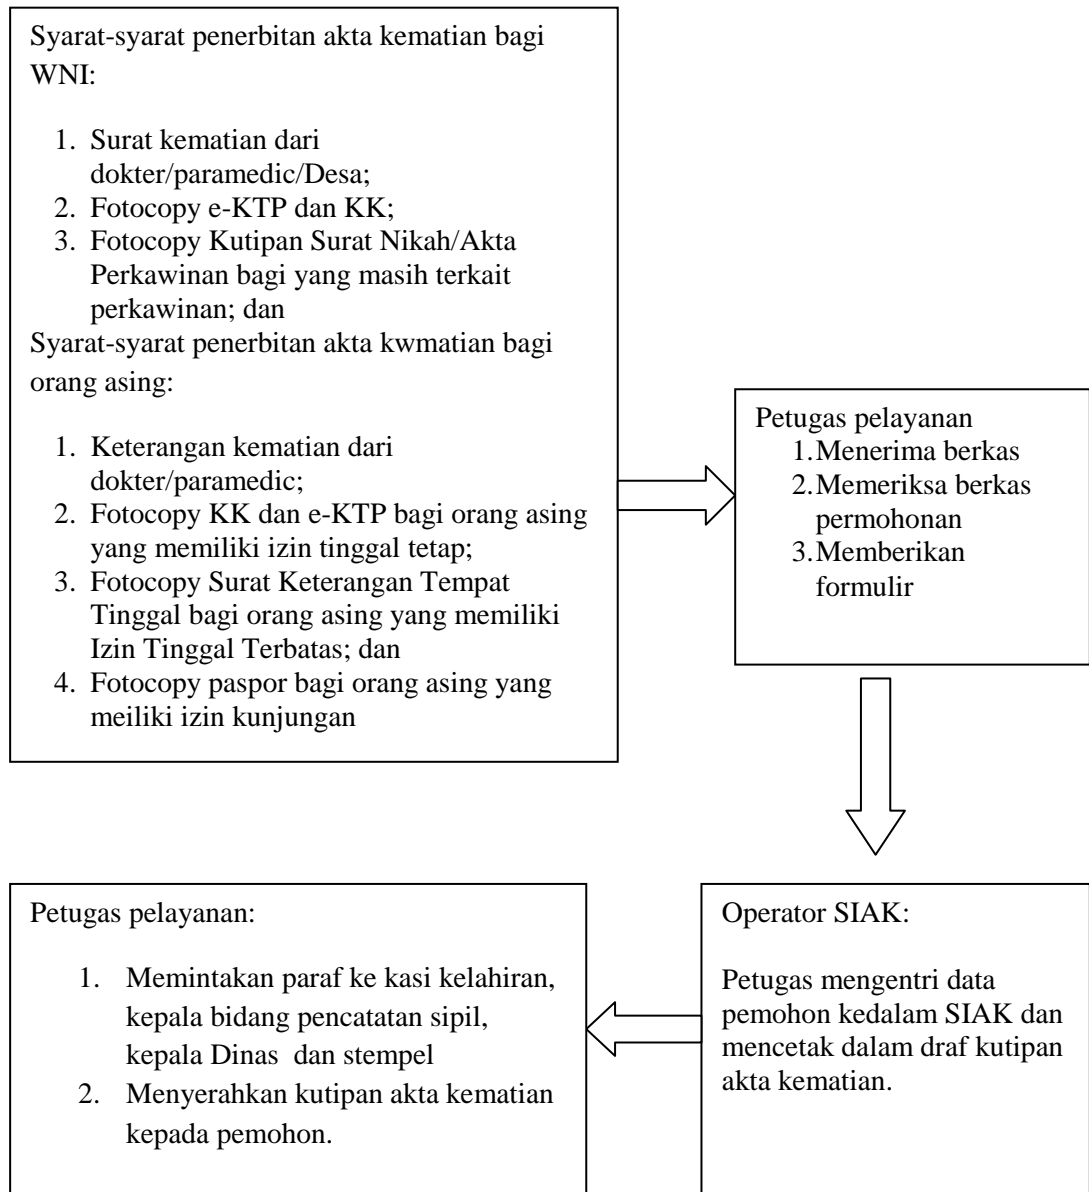 Syarat-syarat penerbitan akta kematian bagi
WNI:
1. Surat kematian dari
dokter/paramedic/Desa;
2. Fotocopy e-KTP dan KK;
3. Fotocopy Kutipan Surat Nikah/Akta
Perkawinan bagi yang masih terkait
perkawinan; dan
Syarat-syarat penerbitan akta kwmatian bagi
orang asing:
1. Keterangan kematian dari
dokter/paramedic;
2. Fotocopy KK dan e-KTP bagi orang asing
yang memiliki izin tinggal tetap;
3. Fotocopy Surat Keterangan Tempat
Tinggal bagi orang asing yang memiliki
Izin Tinggal Terbatas; dan
4. Fotocopy paspor bagi orang asing yang
meiliki izin kunjungan
Petugas pelayanan
1. Menerima berkas
2. Memeriksa berkas
permohonan
3. Memberikan
formulir
Operator SIAK:
Petugas mengentri data
pemohon kedalam SIAK dan
mencetak dalam draf kutipan
akta kematian.
Petugas pelayanan:
1. Memintakan paraf ke kasi kelahiran,
kepala bidang pencatatan sipil,
kepala Dinas dan stempel
2. Menyerahkan kutipan akta kematian
kepada pemohon.